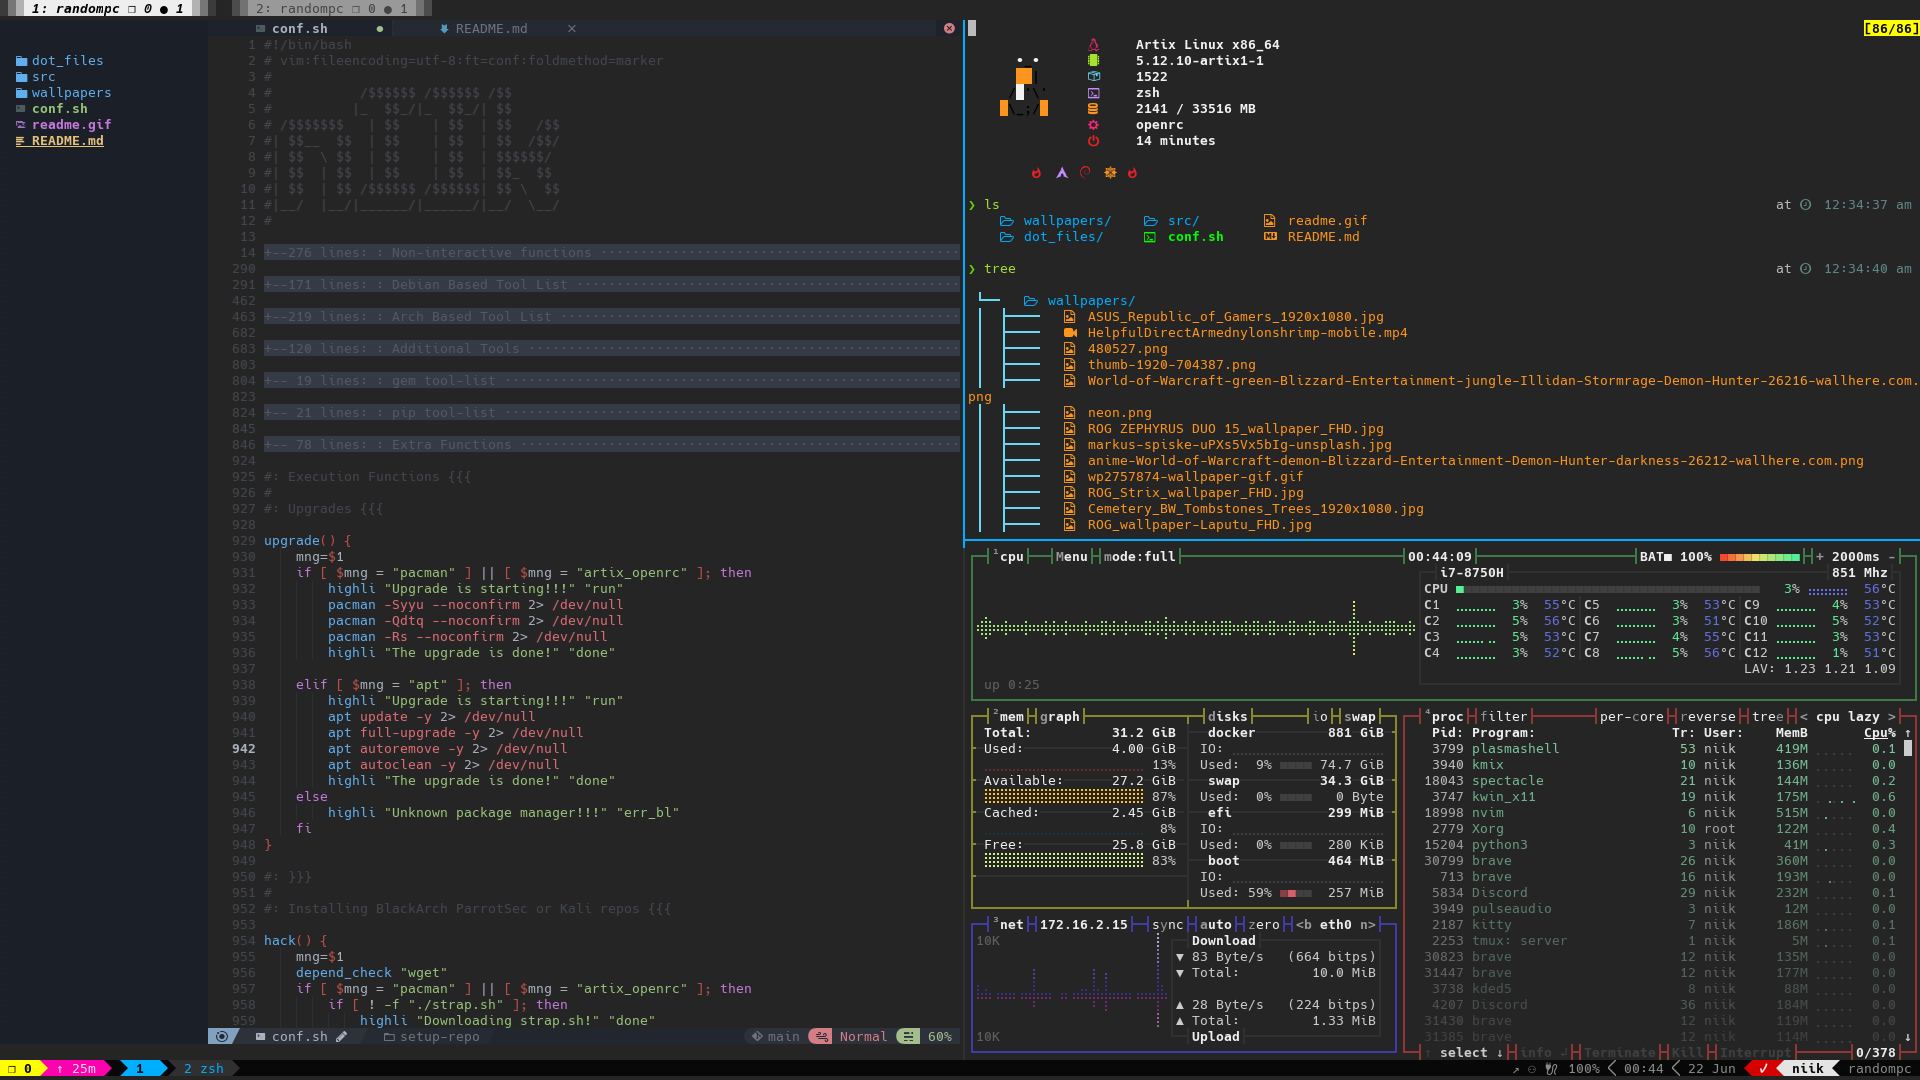 1: randompc ❐ 0 ● 1
2: randompc ❐ 0 ● 1
dot_files
src
wallpapers
conf.sh
readme.gif
README.md
conf.sh ●
README.md ×
1 #!/bin/bash
2 # vim:fileencoding=utf-8:ft=conf:foldmethod=marker
3 #
4 # /$$$$$$ /$$$$$$ /$$
5 # |_ $$_/|_ $$_/| $$
6 # /$$$$$$$ | $$ | $$ | $$ /$$
7 #| $$__ $$ | $$ | $$ | $$ /$$/
8 #| $$ \ $$ | $$ | $$ | $$$$$$/
9 #| $$ | $$ | $$ | $$ | $$_ $$
10 #| $$ | $$ /$$$$$$ /$$$$$$| $$ \ $$
11 #|__/ |__/|______/|______/|__/ \__/
12 #
13
14 +--276 lines: : Non-interactive functions
290
291 +--171 lines: : Debian Based Tool List
462
463 +--219 lines: : Arch Based Tool List
682
683 +--120 lines: : Additional Tools
803
804 +-- 19 lines: : gem tool-list
823
824 +-- 21 lines: : pip tool-list
845
846 +-- 78 lines: : Extra Functions
924
925 #: Execution Functions {{{
926 #
927 #: Upgrades {{{
928
929 upgrade() {
930 mng=$1
931 if [ $mng = "pacman" ] || [ $mng = "artix_openrc" ]; then
932 highli "Upgrade is starting!!!" "run"
933 pacman -Syyu --noconfirm 2> /dev/null
934 pacman -Qdtq --noconfirm 2> /dev/null
935 pacman -Rs --noconfirm 2> /dev/null
936 highli "The upgrade is done!" "done"
937
938 elif [ $mng = "apt" ]; then
939 highli "Upgrade is starting!!!" "run"
940 apt update -y 2> /dev/null
941 apt full-upgrade -y 2> /dev/null
942 apt autoremove -y 2> /dev/null
943 apt autoclean -y 2> /dev/null
944 highli "The upgrade is done!" "done"
945 else
946 highli "Unknown package manager!!!" "err_bl"
947 fi
948 }
949
950 #: }}}
951 #
952 #: Installing BlackArch ParrotSec or Kali repos {{{
953
954 hack() {
955 mng=$1
956 depend_check "wget"
957 if [ $mng = "pacman" ] || [ $mng = "artix_openrc" ]; then
958 if [ ! -f "./strap.sh" ]; then
959 highli "Downloading strap.sh!" "done"
conf.sh setup-repo main Normal 60%
[86/86]
Artix Linux x86_64
5.12.10-artix1-1
1522
zsh
2141 / 33516 MB
openrc
14 minutes
❯ ls at 12:34:37 am
wallpapers/ src/ readme.gif
dot_files/ conf.sh README.md
❯ tree at 12:34:40 am
wallpapers/
ASUS_Republic_of_Gamers_1920x1080.jpg
HelpfulDirectArmednylonshrimp-mobile.mp4
480527.png
thumb-1920-704387.png
World-of-Warcraft-green-Blizzard-Entertainment-jungle-Illidan-Stormrage-Demon-Hunter-26216-wallhere.com.
png
neon.png
ROG ZEPHYRUS DUO 15_wallpaper_FHD.jpg
markus-spiske-uPXs5Vx5bIg-unsplash.jpg
anime-World-of-Warcraft-demon-Blizzard-Entertainment-Demon-Hunter-darkness-26212-wallhere.com.png
wp2757874-wallpaper-gif.gif
ROG_Strix_wallpaper_FHD.jpg
Cemetery_BW_Tombstones_Trees_1920x1080.jpg
ROG_wallpaper-Laputu_FHD.jpg
¹cpu Menu mode:full 00:44:09 BAT■ 100% + 2000ms -
i7-8750H 851 Mhz
CPU 3% 56°C
C1 3% 55°C C5 3% 53°C C9 4% 53°C
C2 5% 56°C C6 3% 51°C C10 5% 52°C
C3 5% 53°C C7 4% 55°C C11 3% 53°C
C4 3% 52°C C8 5% 56°C C12 1% 51°C
LAV: 1.23 1.21 1.09
up 0:25
²mem graph
Total: 31.2 GiB
Used: 4.00 GiB
13%
Available: 27.2 GiB
87%
Cached: 2.45 GiB
8%
Free: 25.8 GiB
83%
disks io swap
docker 881 GiB
IO:
Used: 9% 74.7 GiB
swap 34.3 GiB
Used: 0% 0 Byte
efi 299 MiB
IO:
Used: 0% 280 KiB
boot 464 MiB
IO:
Used: 59% 257 MiB
³net 172.16.2.15 sync auto zero <b eth0 n>
10K
10K
Download
▼ 83 Byte/s (664 bitps)
▼ Total: 10.0 MiB
▲ 28 Byte/s (224 bitps)
▲ Total: 1.33 MiB
Upload
⁴proc filter per-core reverse tree < cpu lazy >
Pid: Program: Tr: User: MemB Cpu% ↑
3799 plasmashell 53 niik 419M 0.1
3940 kmix 10 niik 136M 0.0
18043 spectacle 21 niik 144M 0.2
3747 kwin_x11 19 niik 175M 0.6
18998 nvim 6 niik 515M 0.0
2779 Xorg 10 root 122M 0.4
15204 python3 3 niik 41M 0.3
30799 brave 26 niik 360M 0.0
713 brave 16 niik 193M 0.0
5834 Discord 29 niik 232M 0.1
3949 pulseaudio 3 niik 12M 0.0
2187 kitty 7 niik 186M 0.1
2253 tmux: server 1 niik 5M 0.1
30823 brave 12 niik 135M 0.0
31447 brave 12 niik 177M 0.0
3738 kded5 8 niik 88M 0.0
4207 Discord 36 niik 184M 0.0
31430 brave 12 niik 119M 0.0
31385 brave 12 niik 114M 0.0 ↓
↑ select ↓ info ↲ Terminate Kill Interrupt 0/378
❐ 0 ↑ 25m 1 2 zsh
100% 00:44 22 Jun ✓ niik randompc